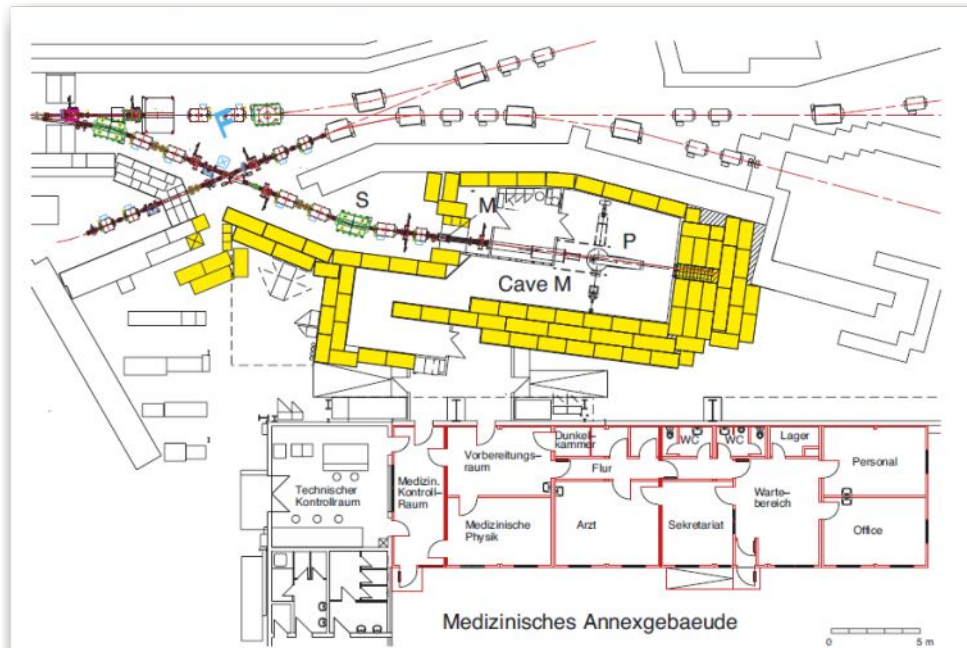 F
S
M
P
Cave M
Dunkel-
kammer
WC
WC
Lager
Vorbereitungs-
raum
Flur
Personal
Technischer
Kontrollraum
Medizin.
Kontroll-
Raum
Warte-
bereich
Medizinische
Physik
Arzt
Sekretariat
Office
Medizinisches Annexgebaeude
0
5 m